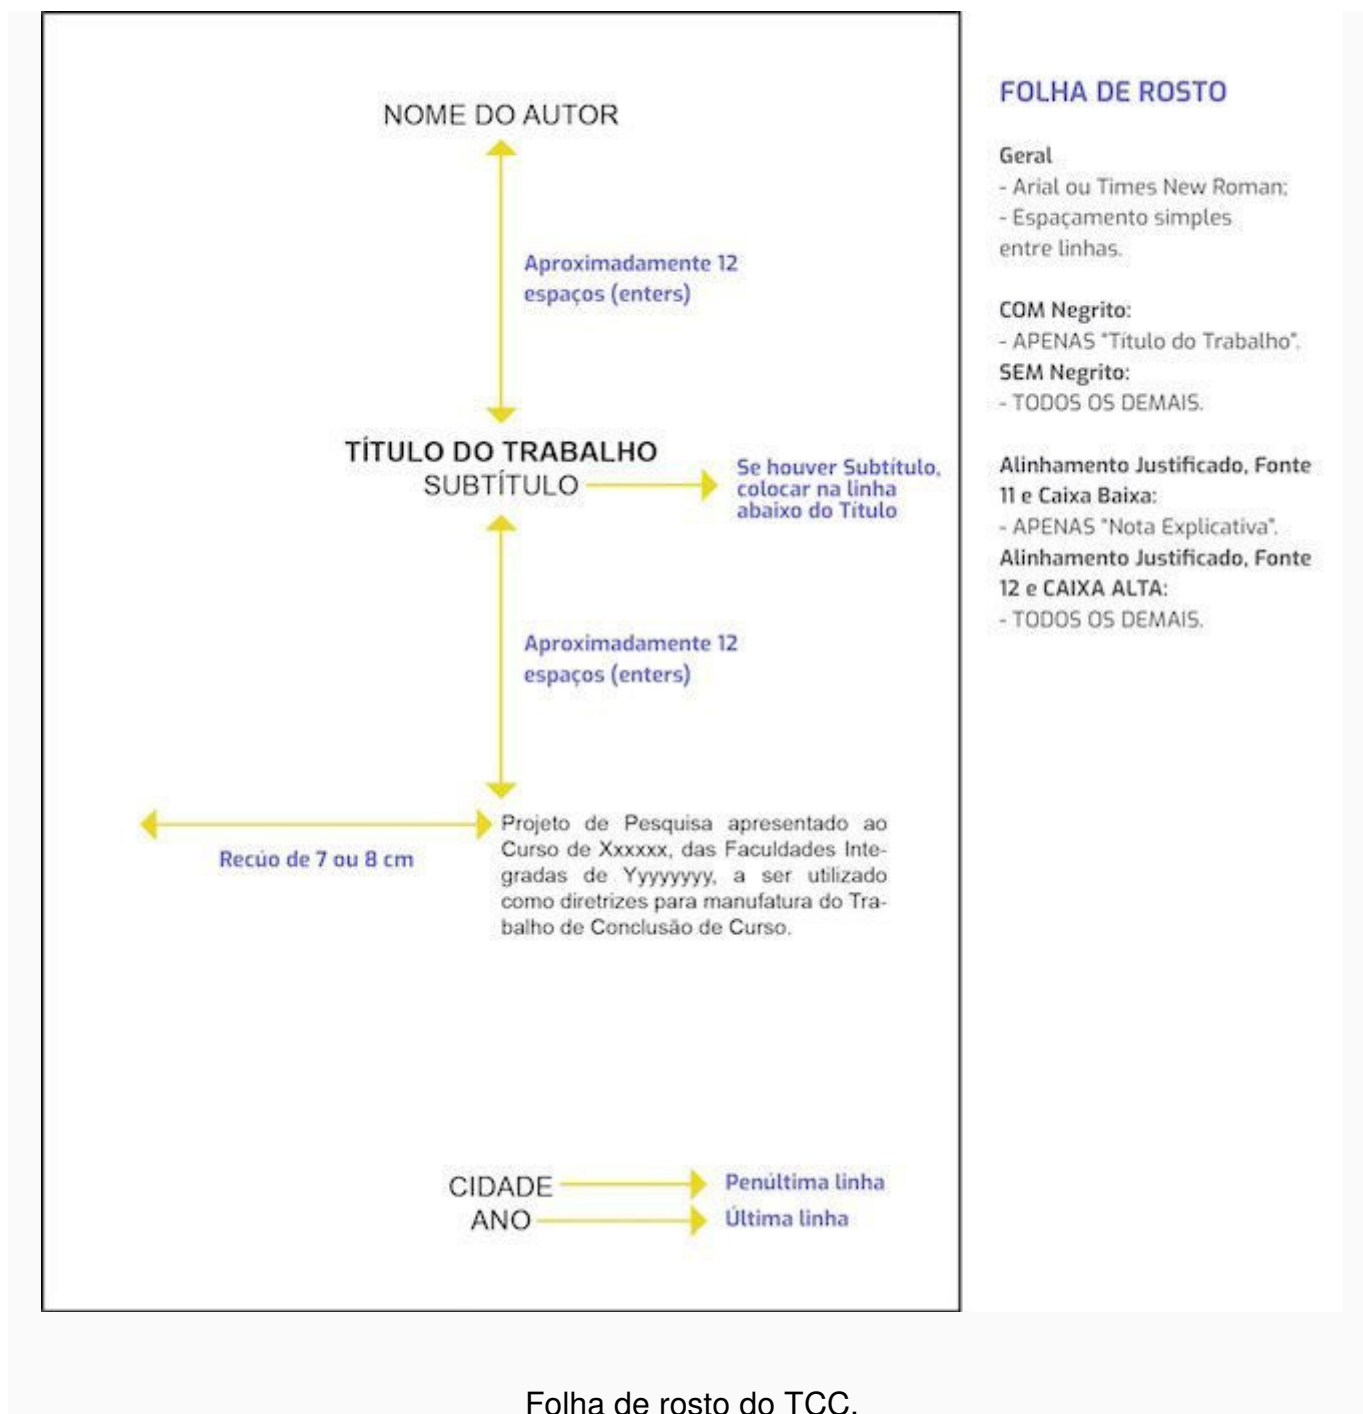 NOME DO AUTOR
Aproximadamente 12
espaços (enters)
TÍTULO DO TRABALHO
SUBTÍTULO
Se houver Subtítulo,
colocar na linha
abaixo do Título
Aproximadamente 12
espaços (enters)
Recúo de 7 ou 8 cm
Projeto de Pesquisa apresentado ao
Curso de Xxxxxx, das Faculdades Inte-
gradas de Yyyyyyyy, a ser utilizado
como diretrizes para manufatura do Tra-
balho de Conclusão de Curso.
CIDADE
Penúltima linha
ANO
Última linha
FOLHA DE ROSTO
Geral
- Arial ou Times New Roman;
- Espaçamento simples
entre linhas.
COM Negrito:
- APENAS "Título do Trabalho".
SEM Negrito:
- TODOS OS DEMAIS.
Alinhamento Justificado, Fonte
11 e Caixa Baixa:
- APENAS "Nota Explicativa".
Alinhamento Justificado, Fonte
12 e CAIXA ALTA:
- TODOS OS DEMAIS.
Folha de rosto do TCC.